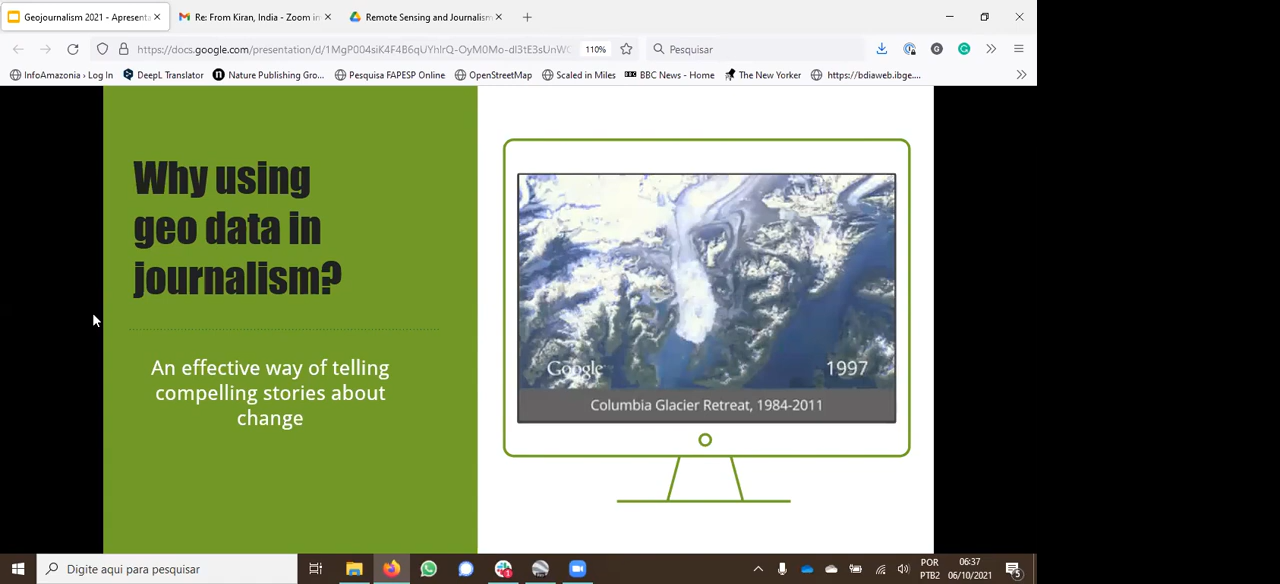 Geojournalism 2021 - Apresenta
Re: From Kiran, India - Zoom in
Remote Sensing and Journalism
https://docs.google.com/presentation/d/1MgP004siK4F4B6qUYhlrQ-OyM0Mo-dl3tE3sUnWC
110%
Pesquisar
InfoAmazonia › Log In
DeepL Translator
Nature Publishing Gro...
Pesquisa FAPESP Online
OpenStreetMap
Scaled in Miles
BBC News - Home
The New Yorker
https://bdiaweb.ibge....
Why using
geo data in
journalism?
An effective way of telling
compelling stories about
change
Google
1997
Columbia Glacier Retreat, 1984-2011
Digite aqui para pesquisar
POR
PTB2
06:37
06/10/2021
5